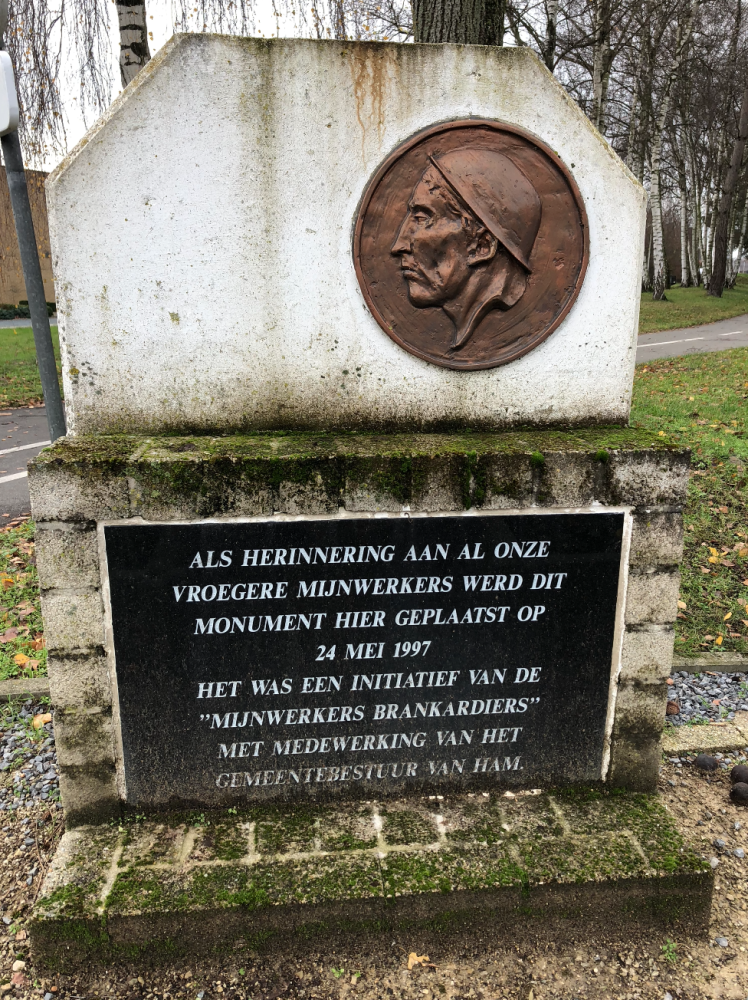 ALS HERINNERING AAN AL ONZE
VROEGERE MIJNWERKERS WERD DIT
MONUMENT HIER GEPLAATST OP
24 MEI 1997
HET WAS EEN INITIATIEF VAN DE
"MIJNWERKERS BRANKARDIERS"
MET MEDEWERKING VAN HET
GEMEENTEBESTUUR VAN HAM.